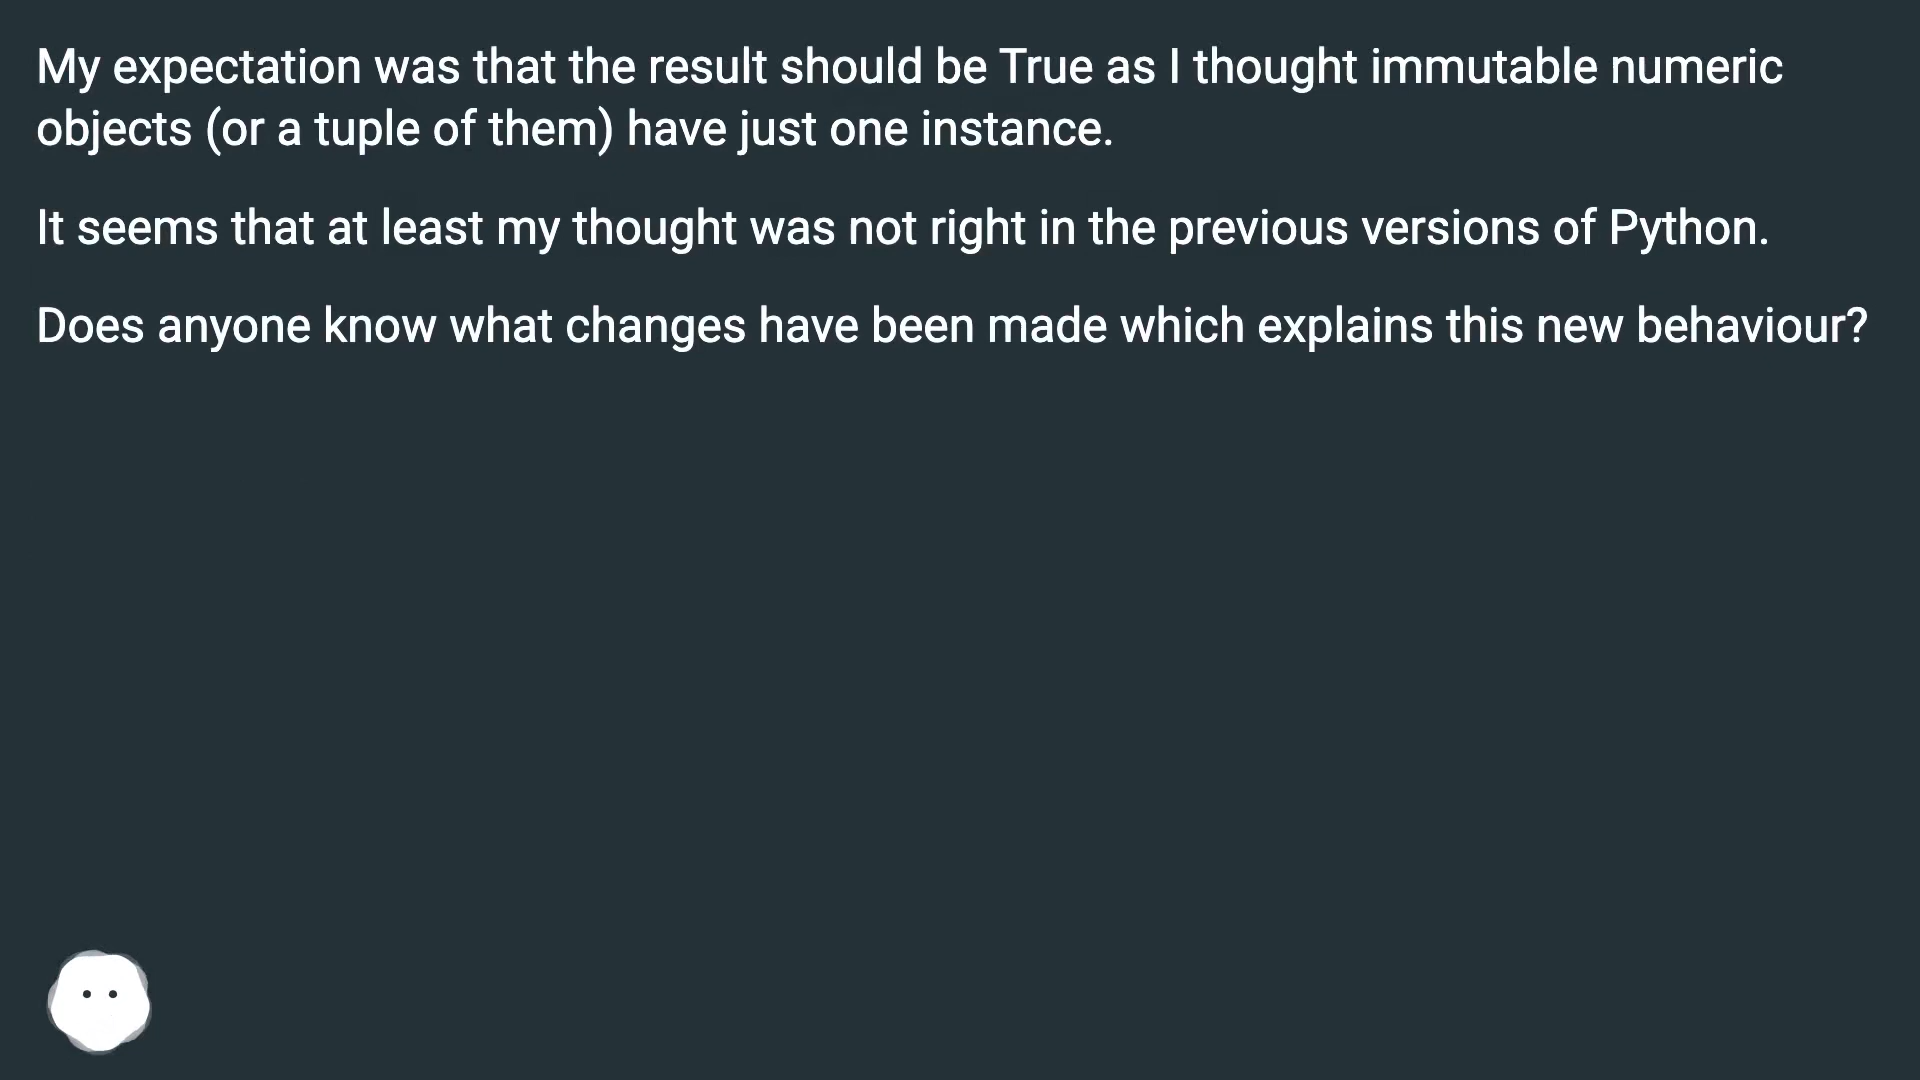 My expectation was that the result should be True as I thought immutable numeric
objects (or a tuple of them) have just one instance.
It seems that at least my thought was not right in the previous versions of Python.
Does anyone know what changes have been made which explains this new behaviour?